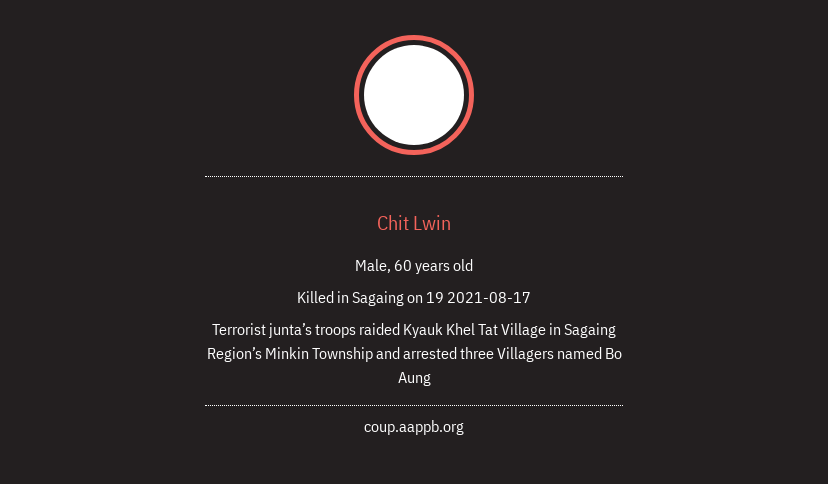 Chit Lwin
Male, 60 years old
Killed in Sagaing on 19 2021-08-17
Terrorist junta’s troops raided Kyauk Khel Tat Village in Sagaing
Region’s Minkin Township and arrested three Villagers named Bo
Aung
coup.aappb.org